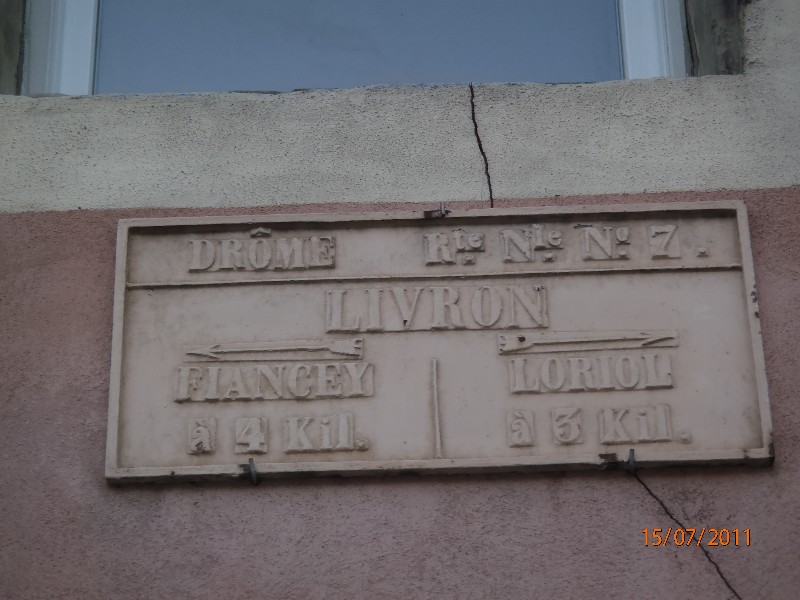 DRÔME Rte. Nle. No. 7.
LIVRON
FIANCEY LORIOL
à 4 Kil. à 3 Kil.
15/07/2011